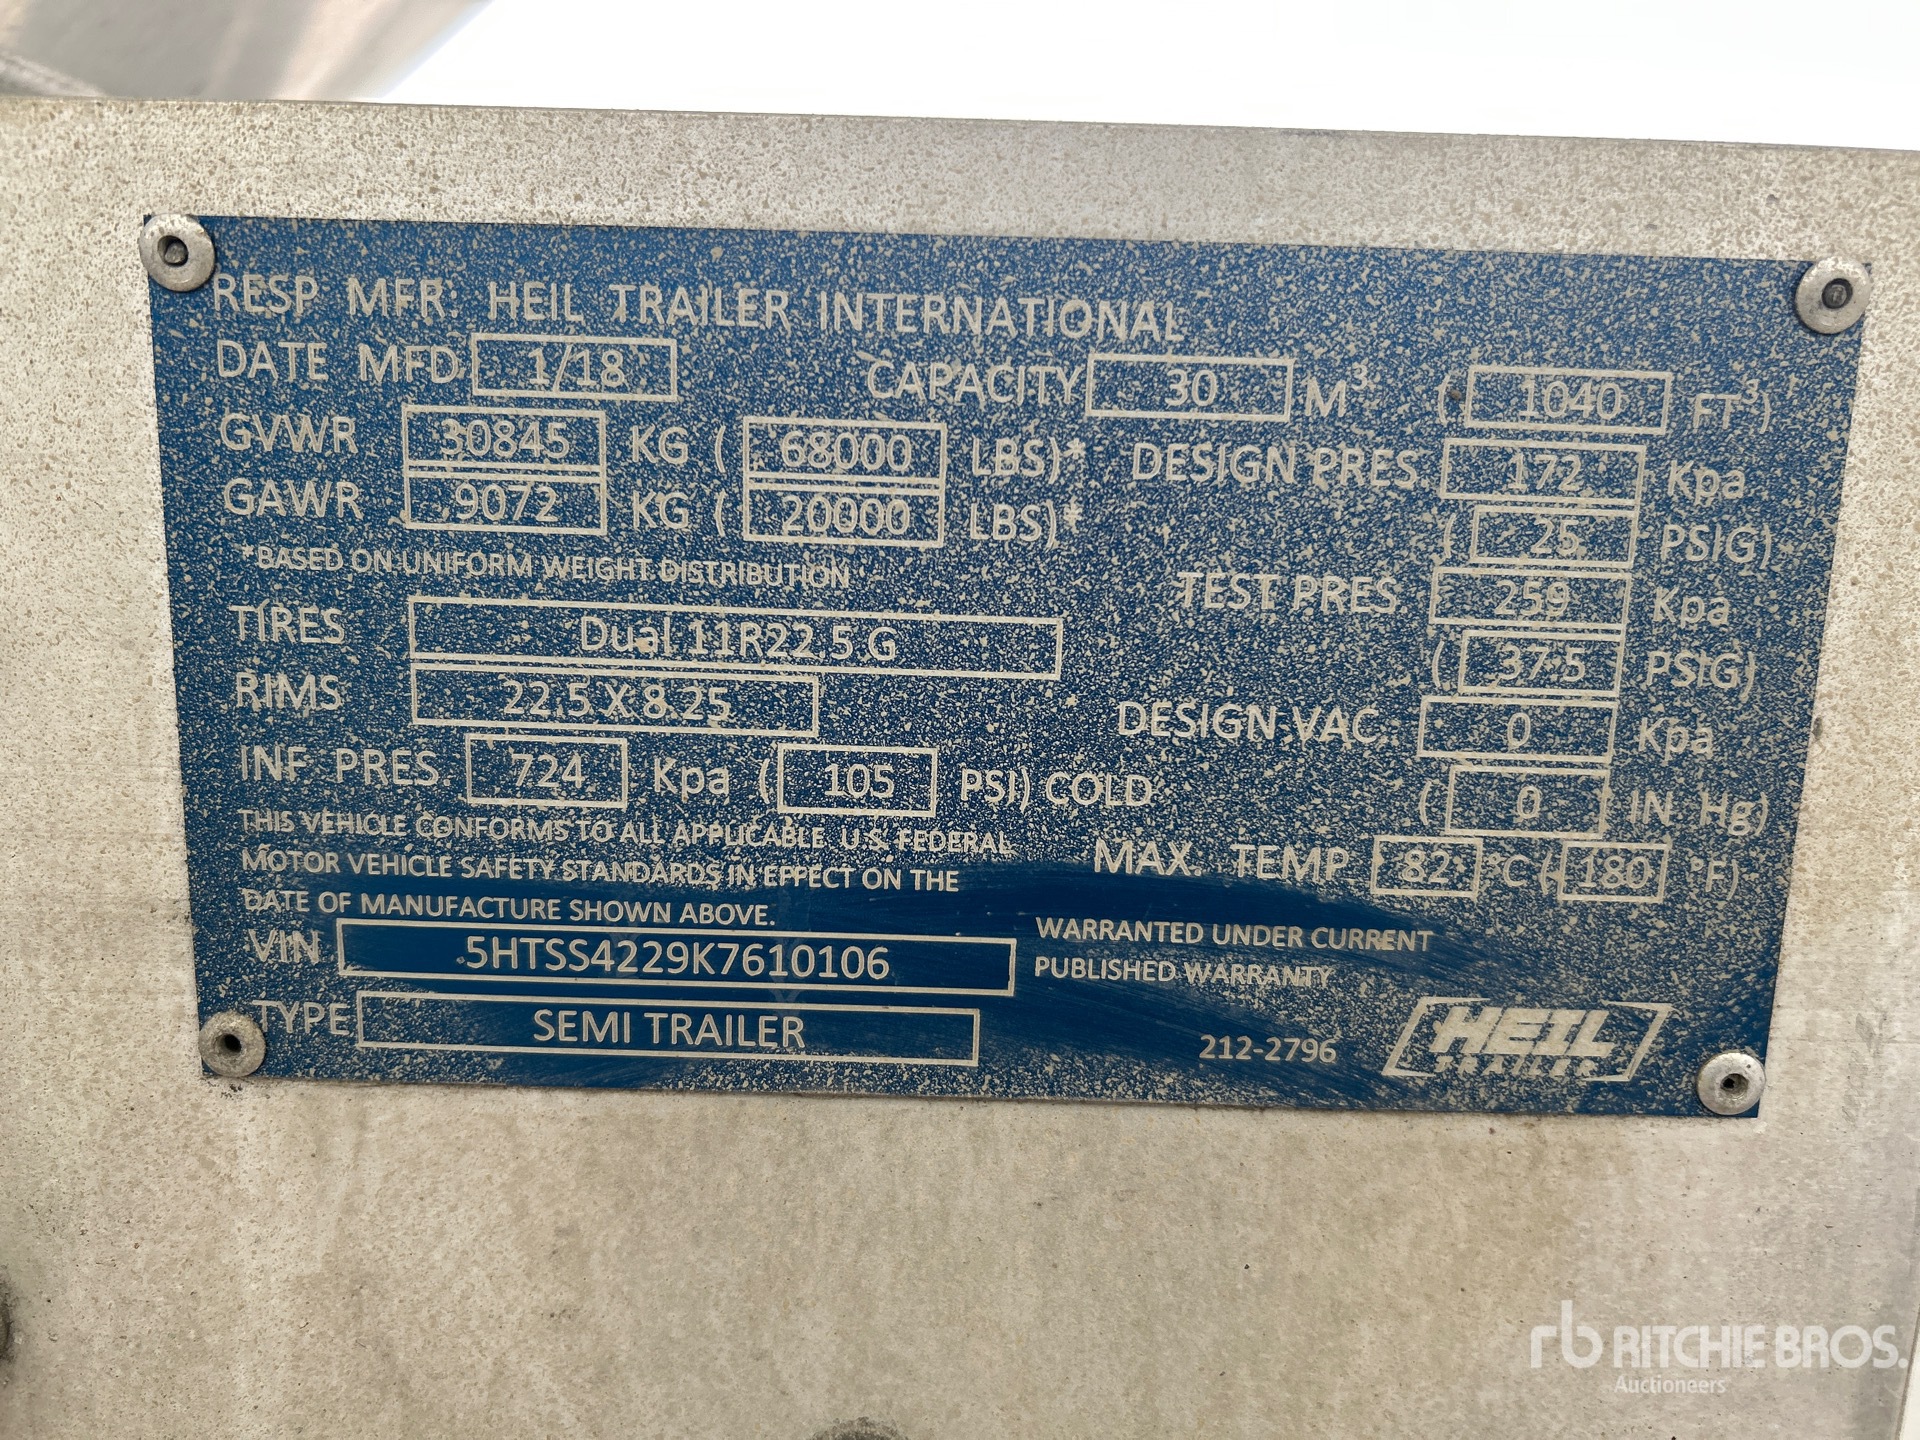 RESP MFR. HEIL TRAILER INTERNATIONAL
DATE MFD 1/18 CAPACITY 30 M³ ( 1040 FT³)
GVWR 30845 KG ( 68000 LBS)* DESIGN PRES. 172 Kpa
GAWR 9072 KG ( 20000 LBS)* ( 25 PSIG)
*BASED ON UNIFORM WEIGHT DISTRIBUTION
TEST PRES. 259 Kpa
TIRES Dual 11R22.5 G ( 37.5 PSIG)
RIMS 22.5 X 8.25 DESIGN VAC. 0 Kpa
INF PRES. 724 Kpa ( 105 PSI) COLD ( 0 IN Hg)
THIS VEHICLE CONFORMS TO ALL APPLICABLE U.S. FEDERAL
MOTOR VEHICLE SAFETY STANDARDS IN EFFECT ON THE
DATE OF MANUFACTURE SHOWN ABOVE.
MAX. TEMP. 82 °C ( 180 °F)
VIN 5HTSS4229K7610106
WARRANTED UNDER CURRENT
PUBLISHED WARRANTY
TYPE SEMI TRAILER
212-2796
HEIL
TRAILER
rb RITCHIE BROS.
Auctioneers